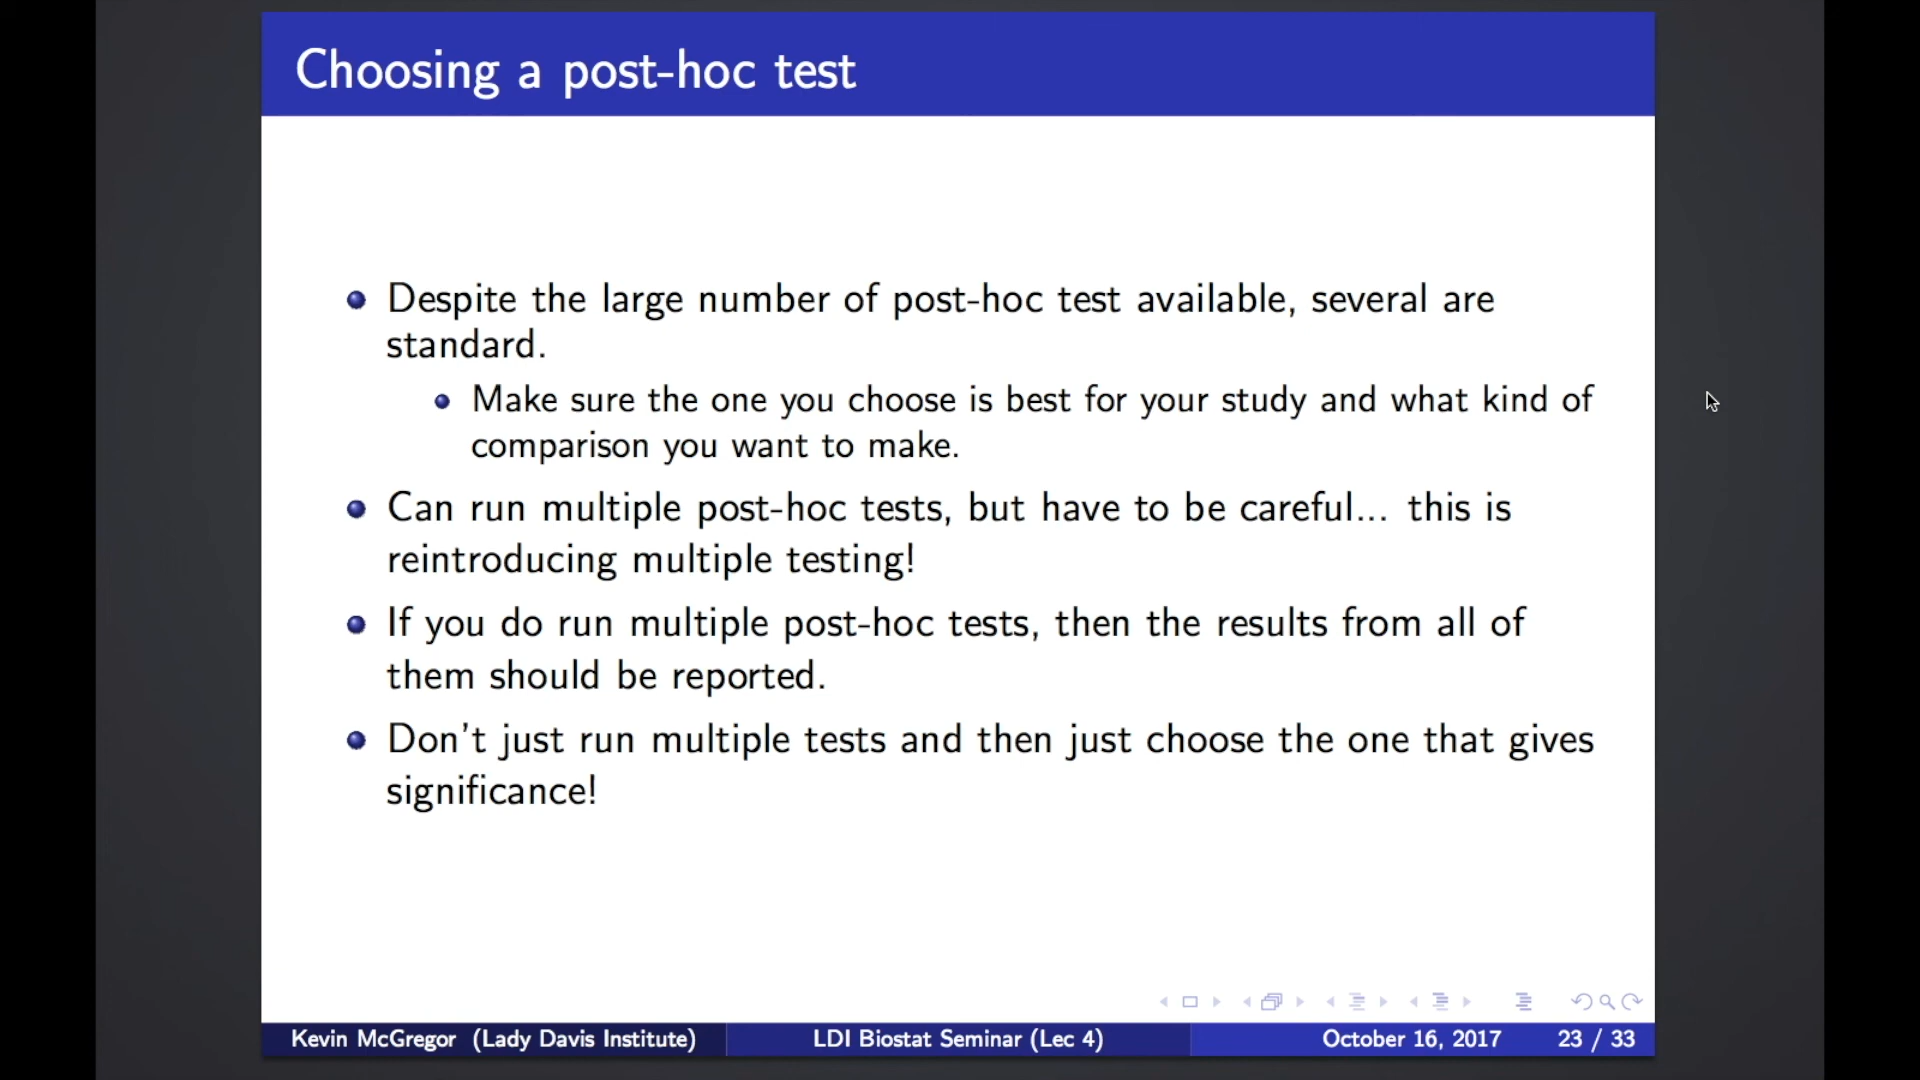 Choosing a post-hoc test
Despite the large number of post-hoc test available, several are
standard.
Make sure the one you choose is best for your study and what kind of
comparison you want to make.
Can run multiple post-hoc tests, but have to be careful... this is
reintroducing multiple testing!
If you do run multiple post-hoc tests, then the results from all of
them should be reported.
Don't just run multiple tests and then just choose the one that gives
significance!
Kevin McGregor (Lady Davis Institute) LDI Biostat Seminar (Lec 4) October 16, 2017 23 / 33